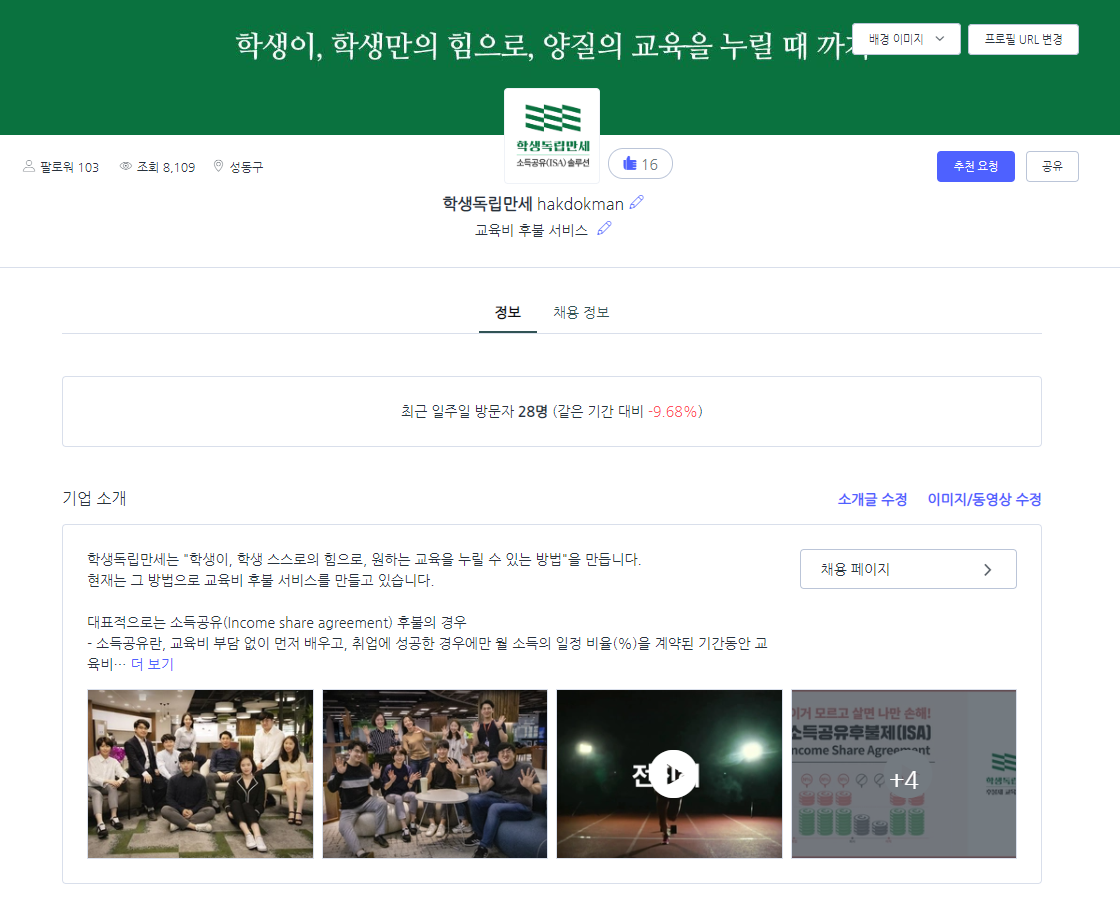 학생이, 학생만의 힘으로, 양질의 교육을 누릴 때 까지
배경 이미지
프로필 URL 변경
학생독립만세
소득공유(ISA) 솔루션
팔로워 103
조회 8,109
성동구
16
추천 요청
공유
학생독립만세 hakdokman
교육비 후불 서비스
정보
채용 정보
최근 일주일 방문자 28명 (같은 기간 대비 -9.68%)
기업 소개
소개글 수정
이미지/동영상 수정
학생독립만세는 "학생이, 학생 스스로의 힘으로, 원하는 교육을 누릴 수 있는 방법"을 만듭니다.
현재는 그 방법으로 교육비 후불 서비스를 만들고 있습니다.
채용 페이지
대표적으로는 소득공유(Income share agreement) 후불의 경우
- 소득공유란, 교육비 부담 없이 먼저 배우고, 취업에 성공한 경우에만 월 소득의 일정 비율(%)을 계약된 기간동안 교
육비… 더 보기
이거 모르고 살면 나만 손해!
소득공유후불제(ISA)
Income Share Agreement
+4